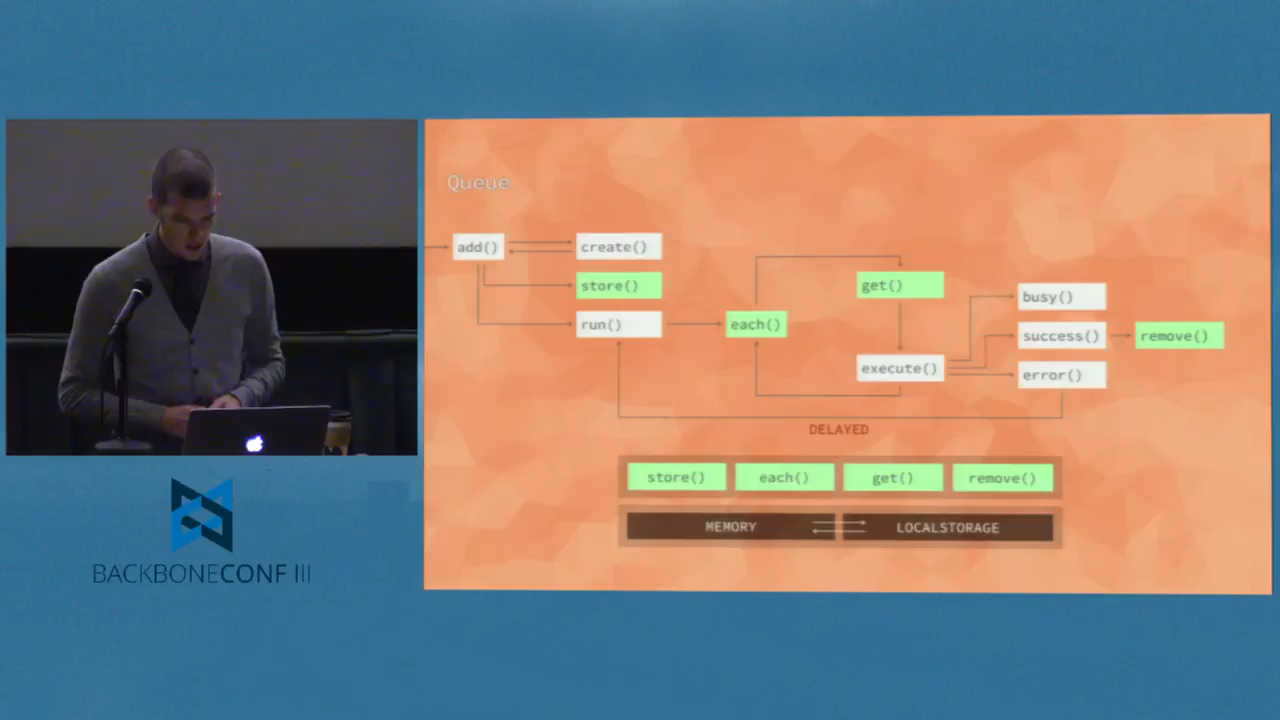 Queue
add()
create()
store()
run()
each()
get()
execute()
busy()
success()
error()
remove()
DELAYED
store() each() get() remove()
MEMORY LOCALSTORAGE
BACKBONECONF III